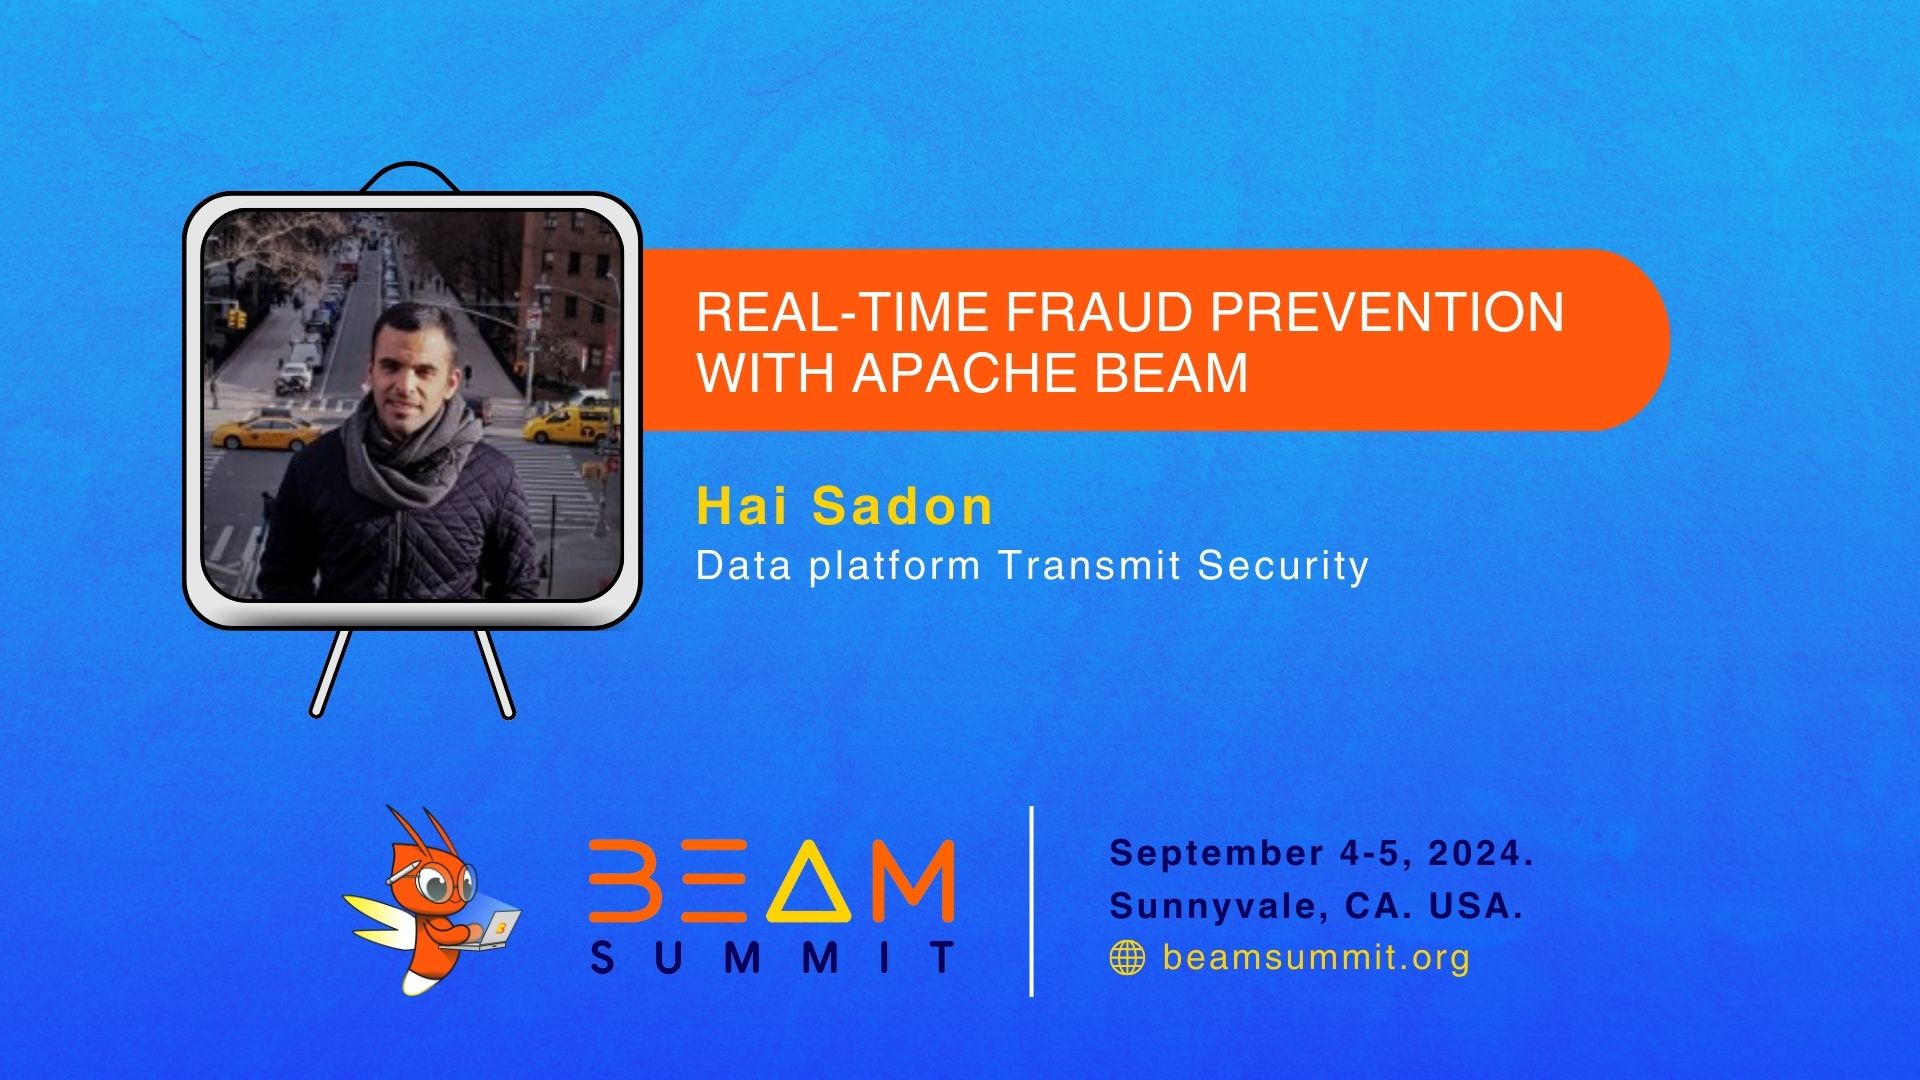 REAL-TIME FRAUD PREVENTION
WITH APACHE BEAM
Hai Sadon
Data platform Transmit Security
BEAM
SUMMIT
September 4-5, 2024.
Sunnyvale, CA. USA.
beamsummit.org